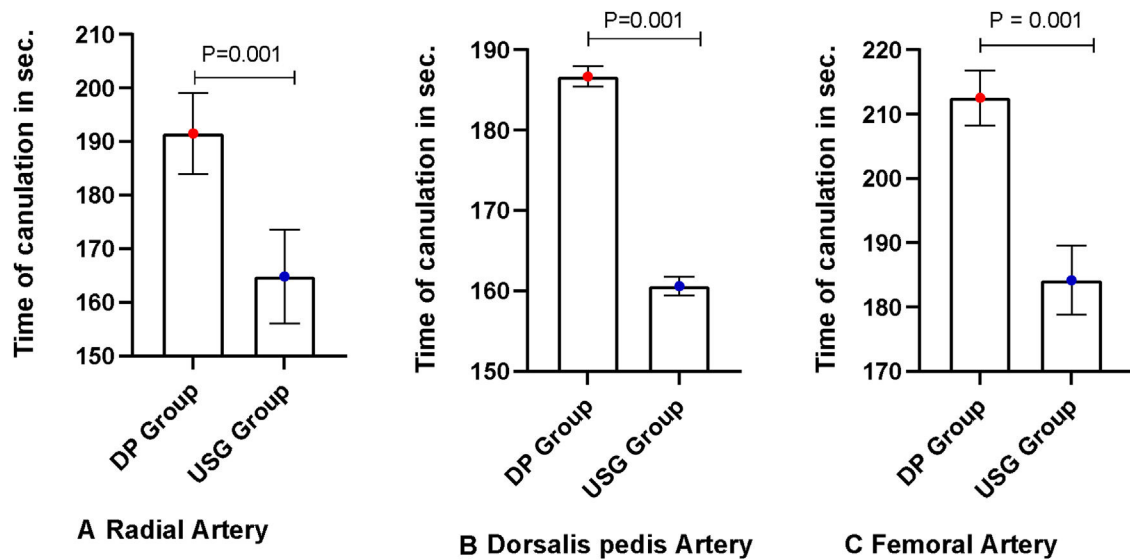 P=0.001
Time of canulation in sec.
210
200
190
180
170
160
150
DP Group
USG Group
A Radial Artery
P=0.001
Time of canulation in sec.
190
180
170
160
150
DP Group
USG Group
B Dorsalis pedis Artery
P = 0.001
Time of canulation in sec.
220
210
200
190
180
170
DP Group
USG Group
C Femoral Artery